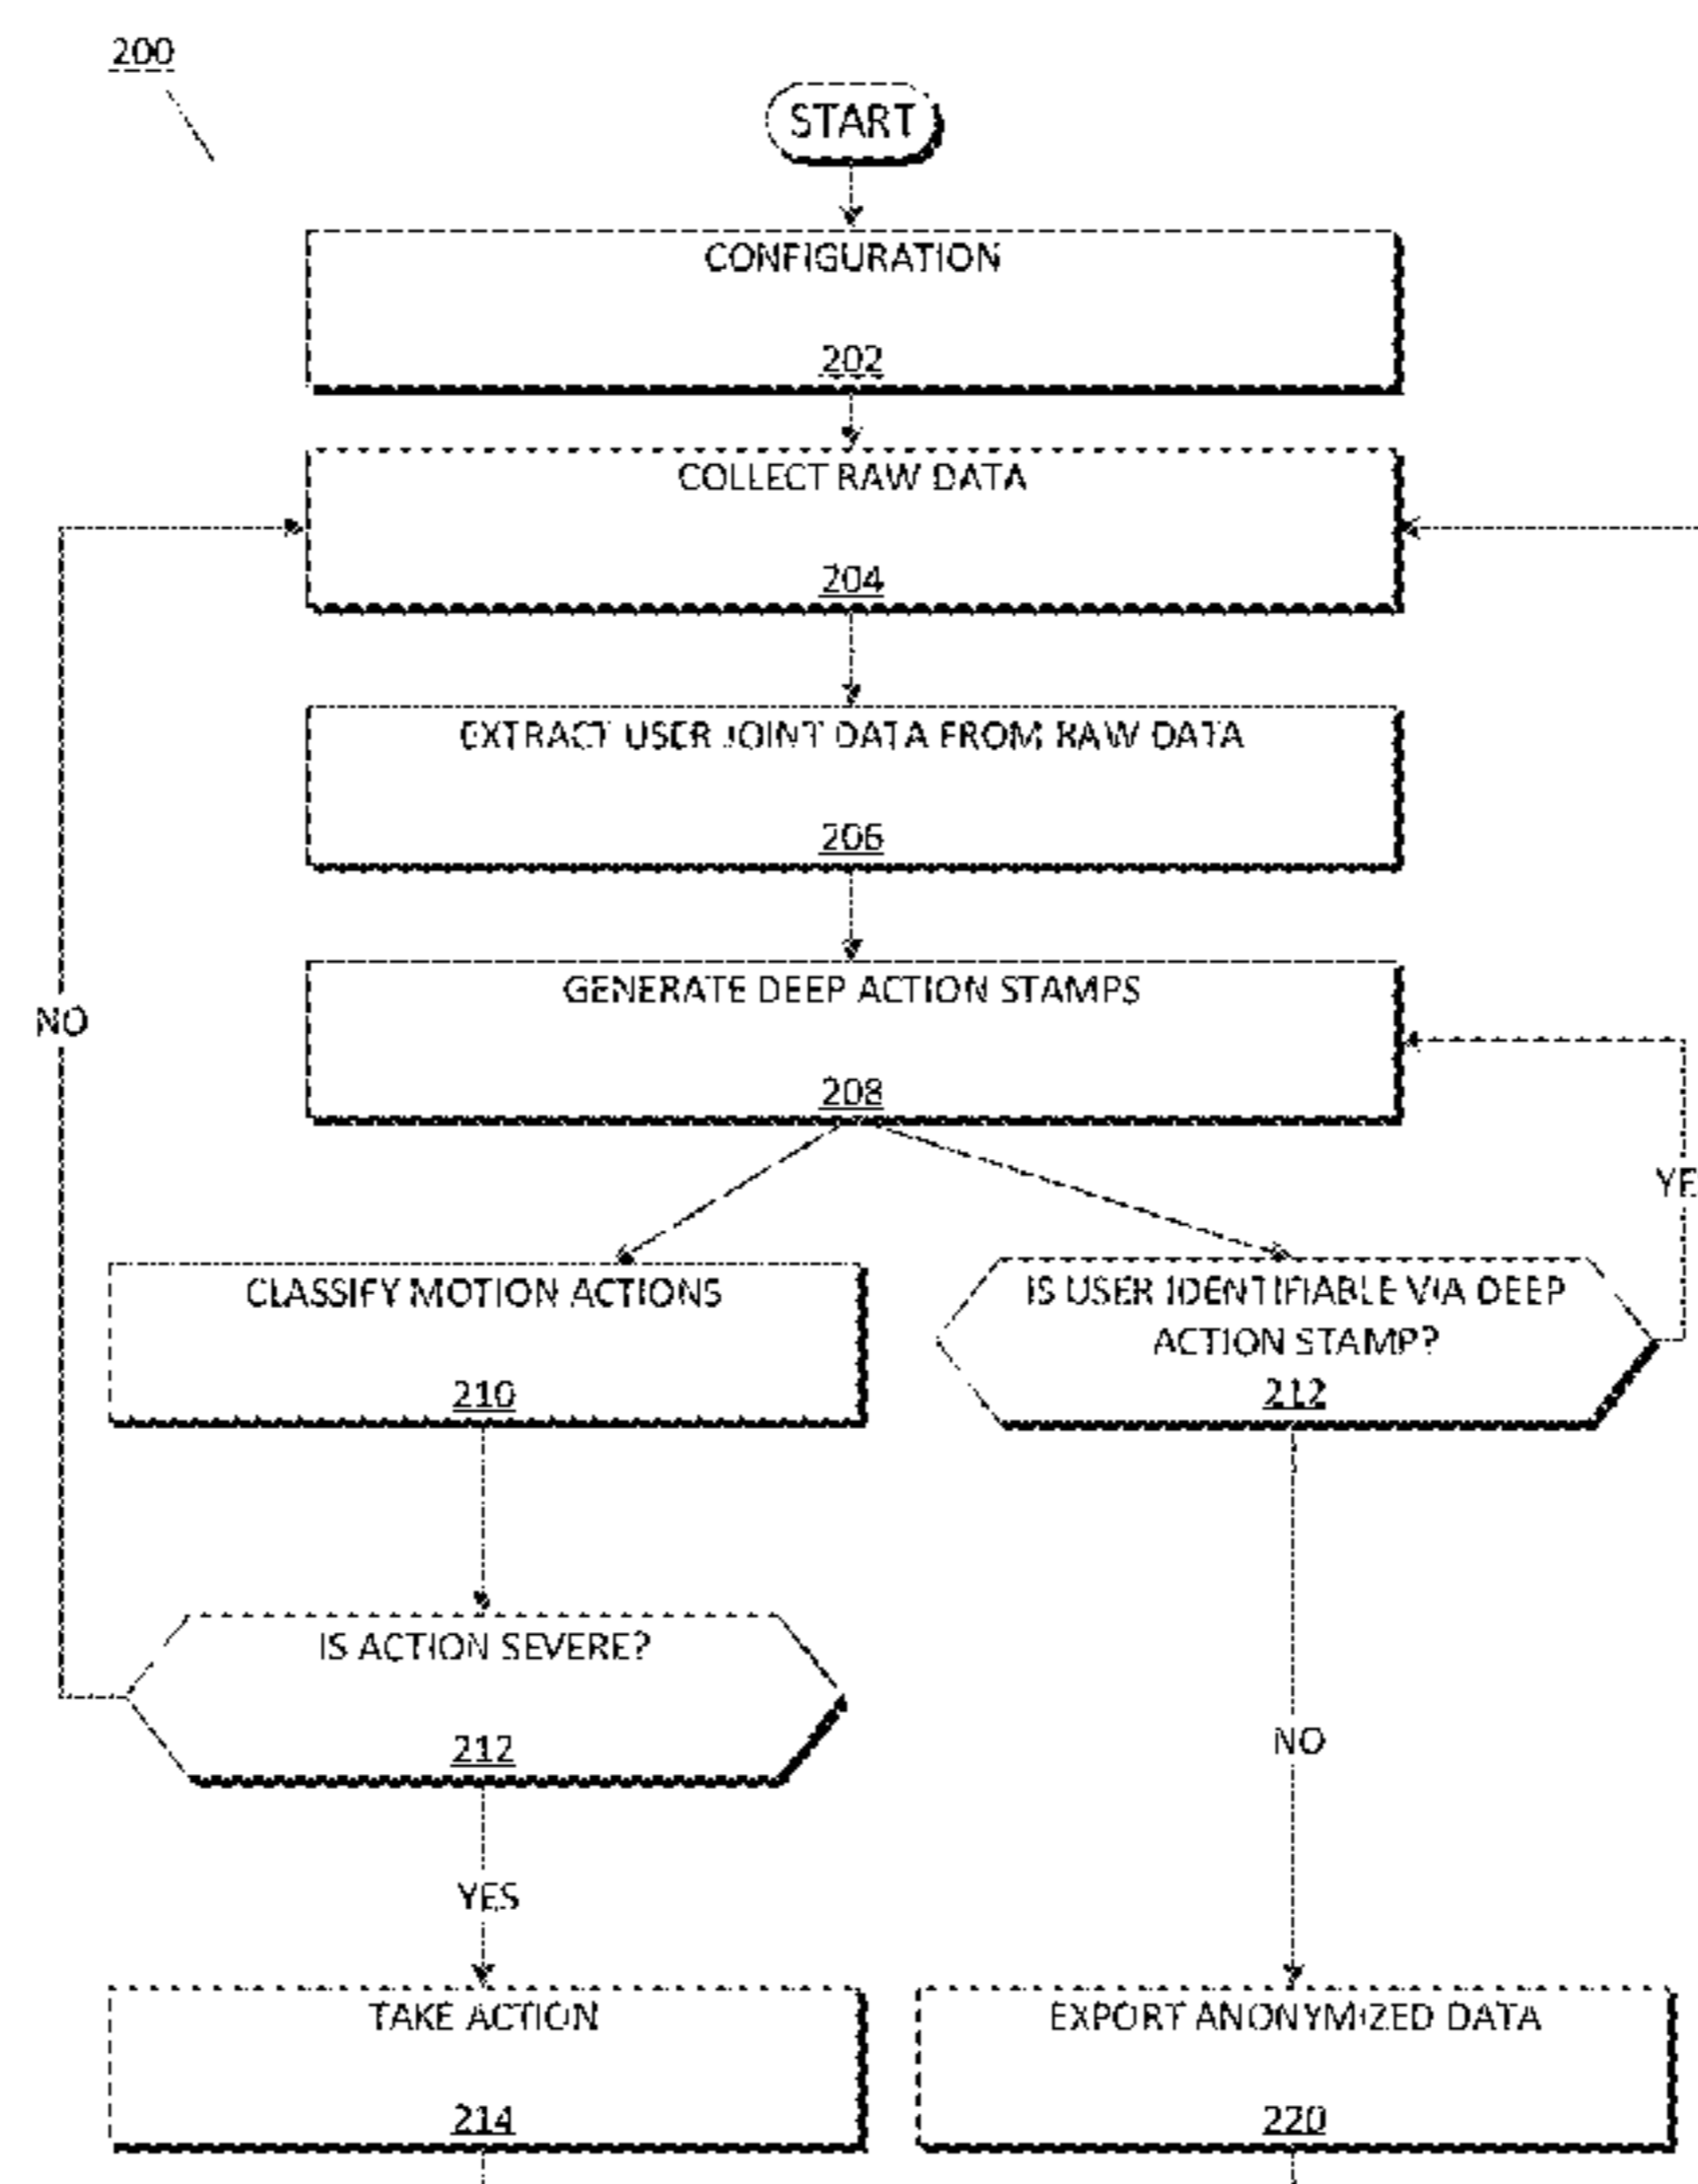 200
START
CONFIGURATION
202
COLLECT RAW DATA
204
EXTRACT USER JOINT DATA FROM RAW DATA
206
GENERATE DEEP ACTION STAMPS
208
NO
YE
CLASSIFY MOTION ACTIONS
210
IS USER IDENTIFIABLE VIA DEEP
ACTION STAMP?
212
IS ACTION SEVERE?
212
NO
YES
TAKE ACTION
214
EXPORT ANONYMIZED DATA
220